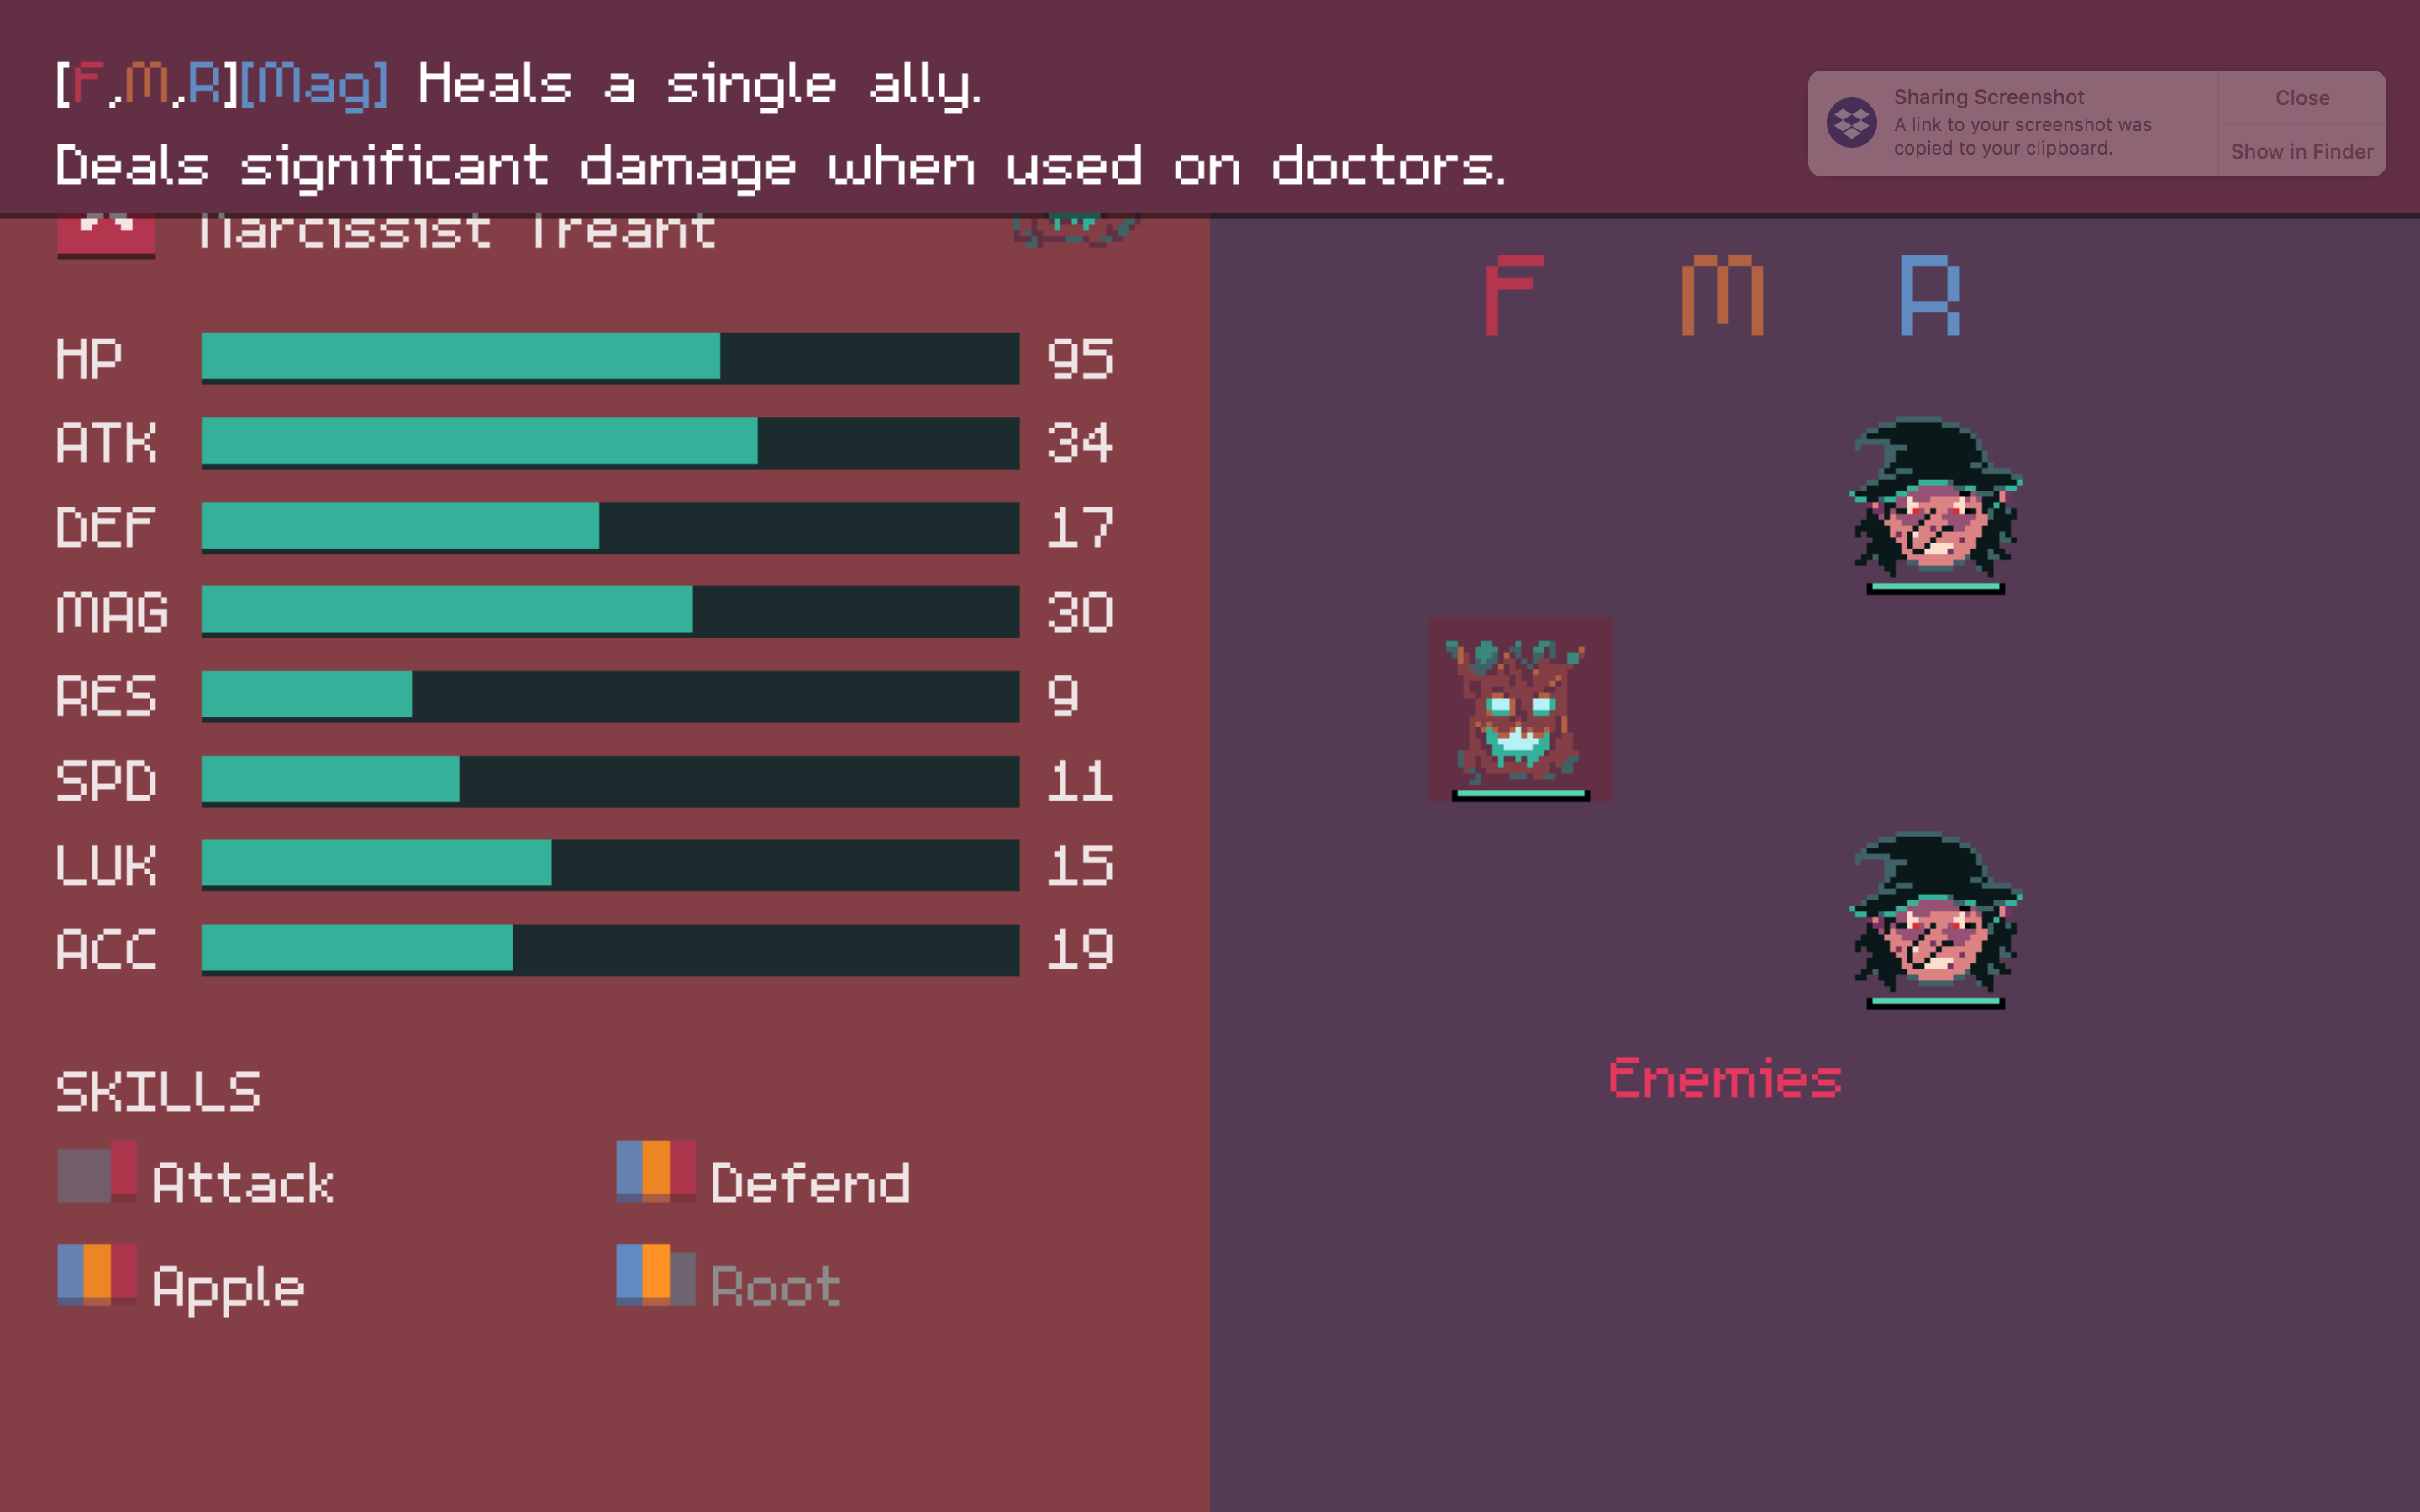 [F,M,R][Mag] Heals a single ally.
Deals significant damage when used on doctors.
Sharing Screenshot
A link to your screenshot was
copied to your clipboard.
Close
Show in Finder
Narcissist Treant
F M R
HP 95
ATK 34
DEF 17
MAG 30
RES 9
SPD 11
LUK 15
ACC 19
SKILLS
Attack Defend
Apple Root
Enemies